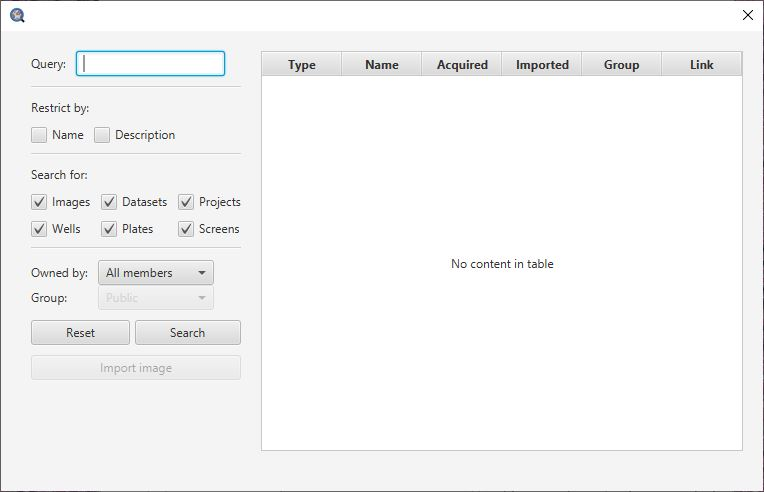 Query:
Restrict by:
Name Description
Search for:
Images Datasets Projects
Wells Plates Screens
Owned by: All members
Group: Public
Reset Search
Import image
Type Name Acquired Imported Group Link
No content in table